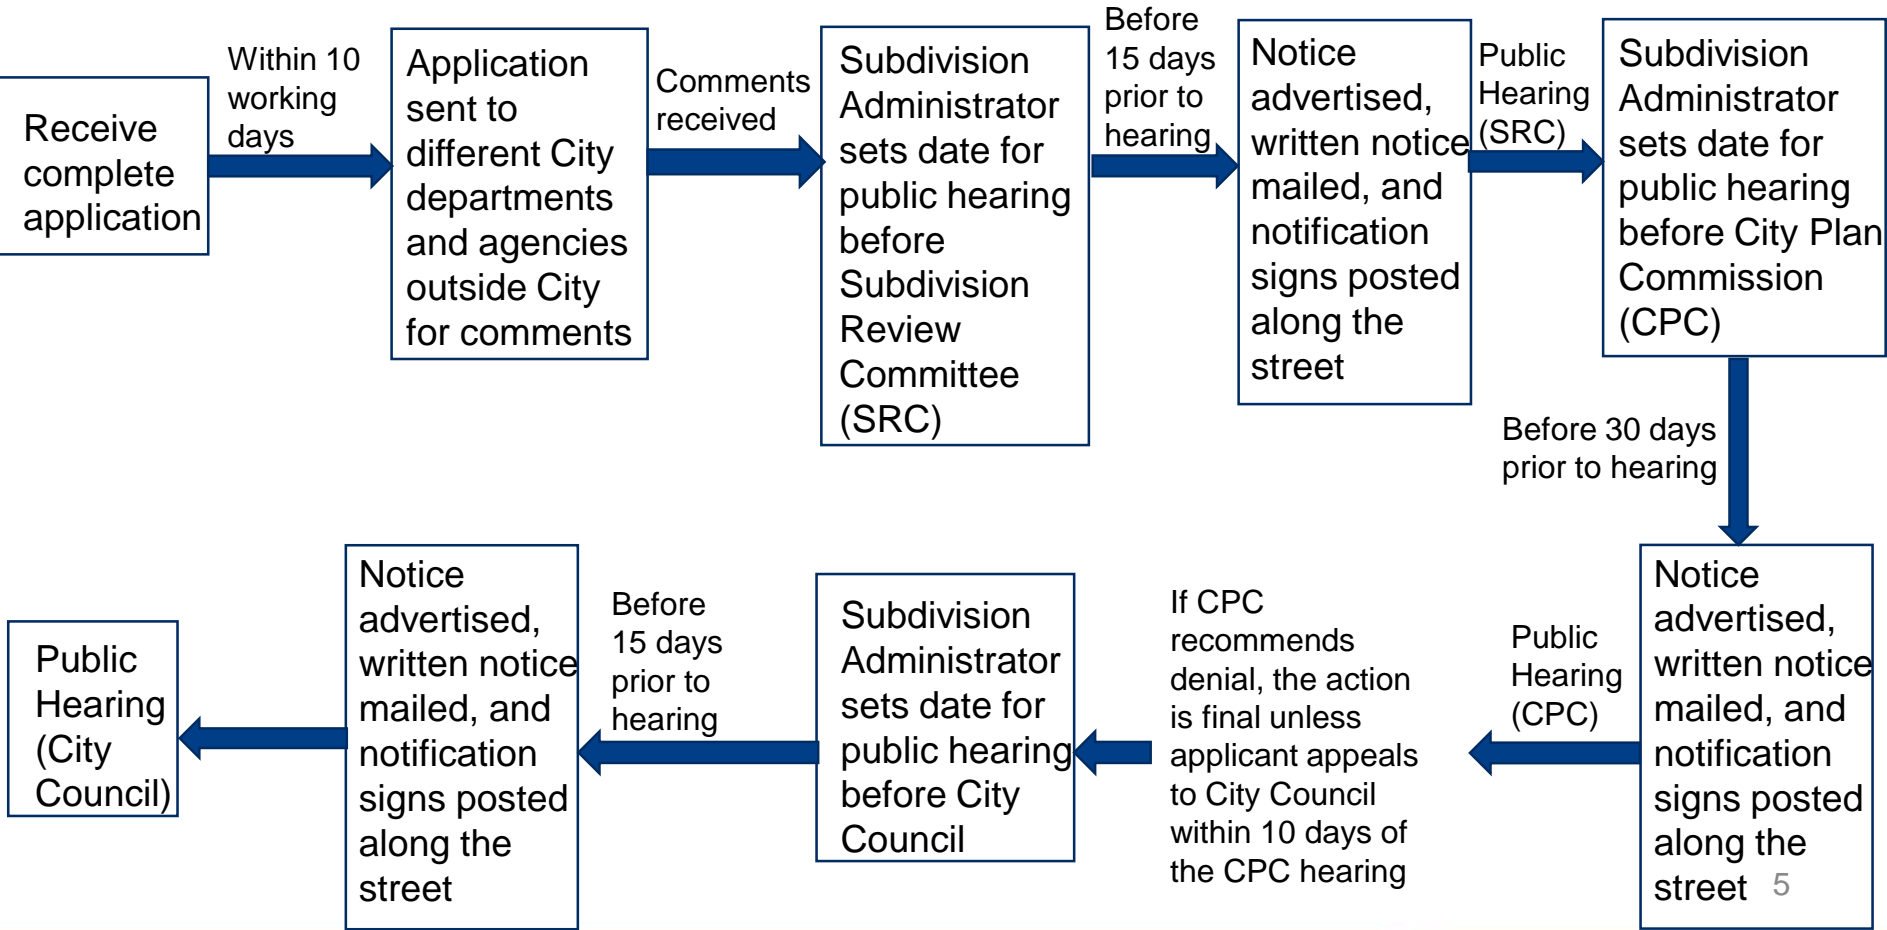 Receive
complete
application
Within 10
working
days
Application
sent to
different City
departments
and agencies
outside City
for comments
Comments
received
Subdivision
Administrator
sets date for
public hearing
before
Subdivision
Review
Committee
(SRC)
Before
15 days
prior to
hearing
Notice
advertised,
written notice
mailed, and
notification
signs posted
along the
street
Public
Hearing
(SRC)
Subdivision
Administrator
sets date for
public hearing
before City Plan
Commission
(CPC)
Before 30 days
prior to hearing
Notice
advertised,
written notice
mailed, and
notification
signs posted
along the
street
Public
Hearing
(CPC)
If CPC
recommends
denial, the action
is final unless
applicant appeals
to City Council
within 10 days of
the CPC hearing
Subdivision
Administrator
sets date for
public hearing
before City
Council
Before
15 days
prior to
hearing
Notice
advertised,
written notice
mailed, and
notification
signs posted
along the
street
Public
Hearing
(City
Council)
5